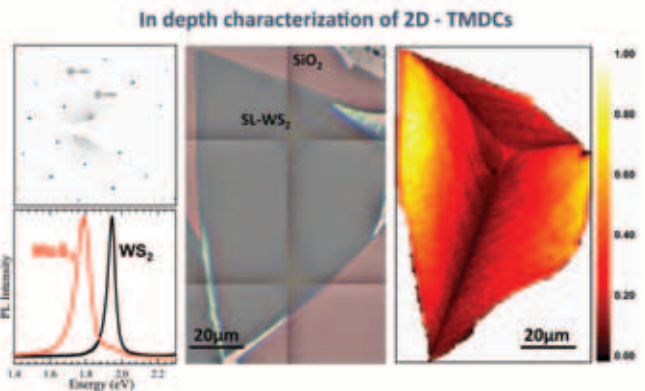 In depth characterization of 2D - TMDCs
SiO2
SL-WS2
20µm
20µm
1.00
0.80
0.60
0.40
0.20
0.00
WS2
PL Intensity
1.6 1.8 2.0 2.2
Energy (eV)